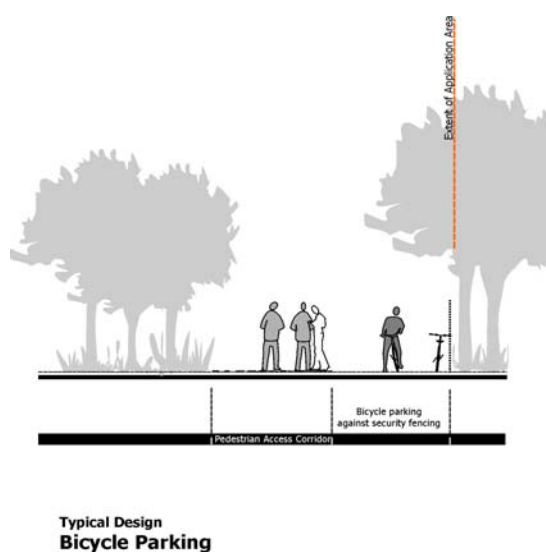 Extent of Application Area
Bicycle parking
against security fencing
Pedestrian Access Corridor
Typical Design
Bicycle Parking